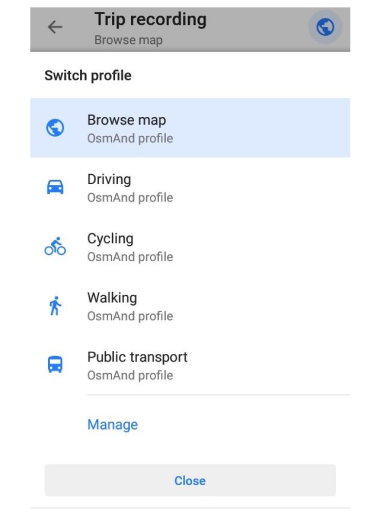 Trip recording
Browse map
Switch profile
Browse map
OsmAnd profile
Driving
OsmAnd profile
Cycling
OsmAnd profile
Walking
OsmAnd profile
Public transport
OsmAnd profile
Manage
Close